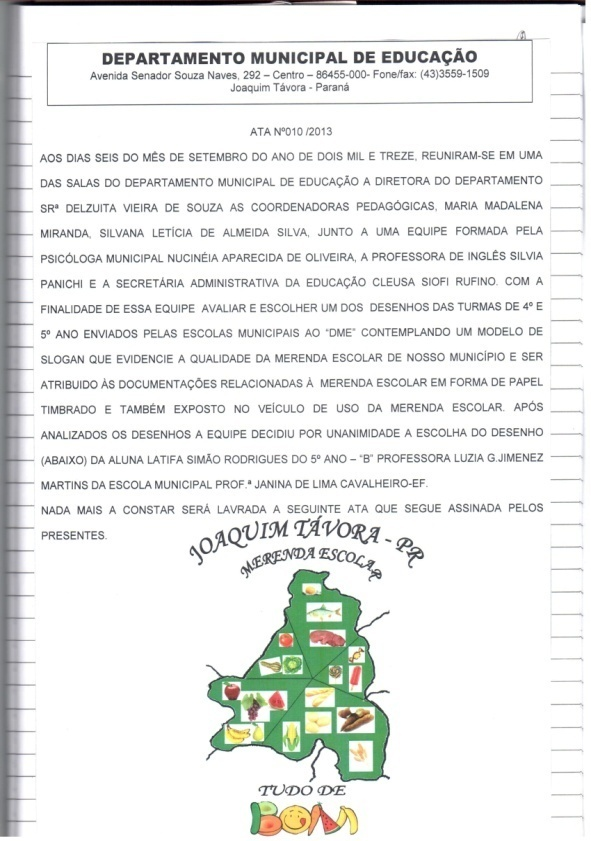 DEPARTAMENTO MUNICIPAL DE EDUCAÇÃO
Avenida Senador Souza Naves, 292 – Centro – 86455-000- Fone/fax: (43)3559-1509
Joaquim Távora - Paraná
ATA Nº010 /2013
AOS DIAS SEIS DO MÊS DE SETEMBRO DO ANO DE DOIS MIL E TREZE, REUNIRAM-SE EM UMA
DAS SALAS DO DEPARTAMENTO MUNICIPAL DE EDUCAÇÃO A DIRETORA DO DEPARTAMENTO
SRª DELZUITA VIEIRA DE SOUZA AS COORDENADORAS PEDAGÓGICAS, MARIA MADALENA
MIRANDA, SILVANA LETÍCIA DE ALMEIDA SILVA, JUNTO A UMA EQUIPE FORMADA PELA
PSICÓLOGA MUNICIPAL NUCINÉIA APARECIDA DE OLIVEIRA, A PROFESSORA DE INGLÊS SILVIA
PANICHI E A SECRETÁRIA ADMINISTRATIVA DA EDUCAÇÃO CLEUSA SIOFI RUFINO. COM A
FINALIDADE DE ESSA EQUIPE AVALIAR E ESCOLHER UM DOS DESENHOS DAS TURMAS DE 4º E
5º ANO ENVIADOS PELAS ESCOLAS MUNICIPAIS AO “DME” CONTEMPLANDO UM MODELO DE
SLOGAN QUE EVIDENCIE A QUALIDADE DA MERENDA ESCOLAR DE NOSSO MUNICÍPIO E SER
ATRIBUIDO ÀS DOCUMENTAÇÕES RELACIONADAS À MERENDA ESCOLAR EM FORMA DE PAPEL
TIMBRADO E TAMBÉM EXPOSTO NO VEÍCULO DE USO DA MERENDA ESCOLAR. APÓS
ANALIZADOS OS DESENHOS A EQUIPE DECIDIU POR UNANIMIDADE A ESCOLHA DO DESENHO
(ABAIXO) DA ALUNA LATIFA SIMÃO RODRIGUES DO 5º ANO – “B” PROFESSORA LUZIA G.JIMENEZ
MARTINS DA ESCOLA MUNICIPAL PROF.ª JANINA DE LIMA CAVALHEIRO-EF.
NADA MAIS A CONSTAR SERÁ LAVRADA A SEGUINTE ATA QUE SEGUE ASSINADA PELOS
PRESENTES.
JOAQUIM TÁVORA - PR
MERENDA ESCOLAR
TUDO DE
BOM